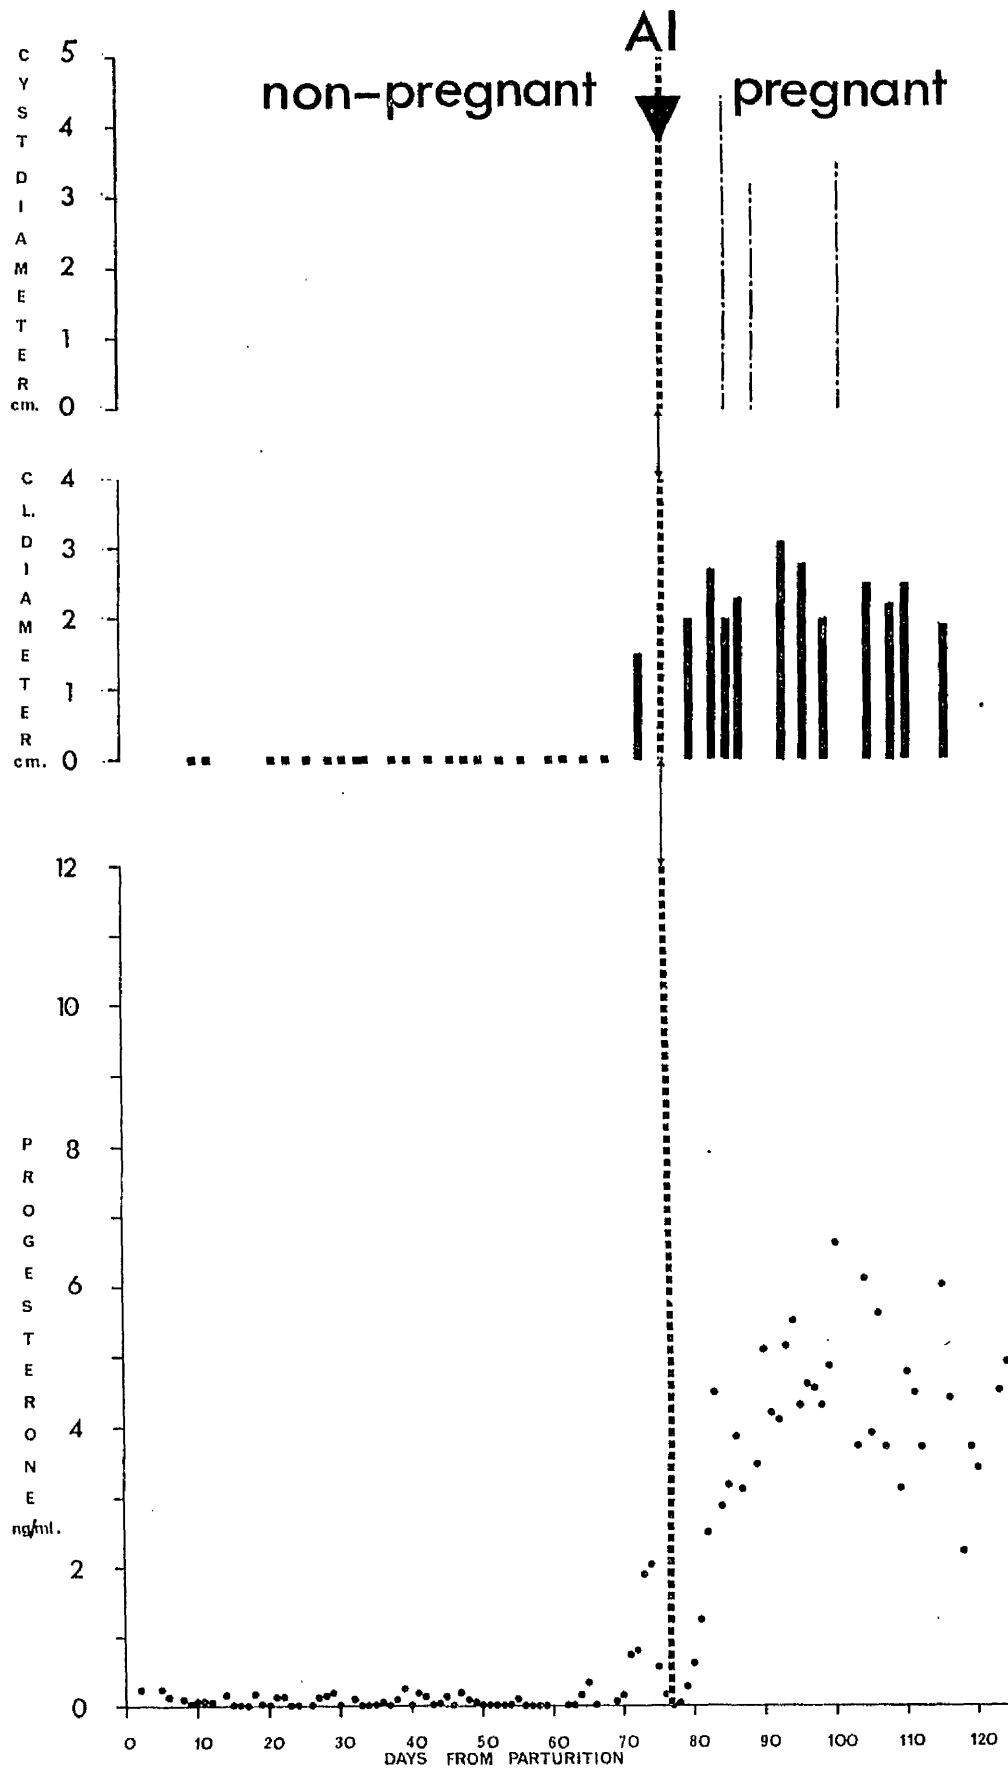 AI
non-pregnant pregnant
CYST DIAMETER cm.
5
4
3
2
1
0
CL. DIAMETER cm.
4
3
2
1
0
PROGESTERONE ng/ml.
12
10
8
6
4
2
0
0 10 20 30 40 50 60 70 80 90 100 110 120
DAYS FROM PARTURITION